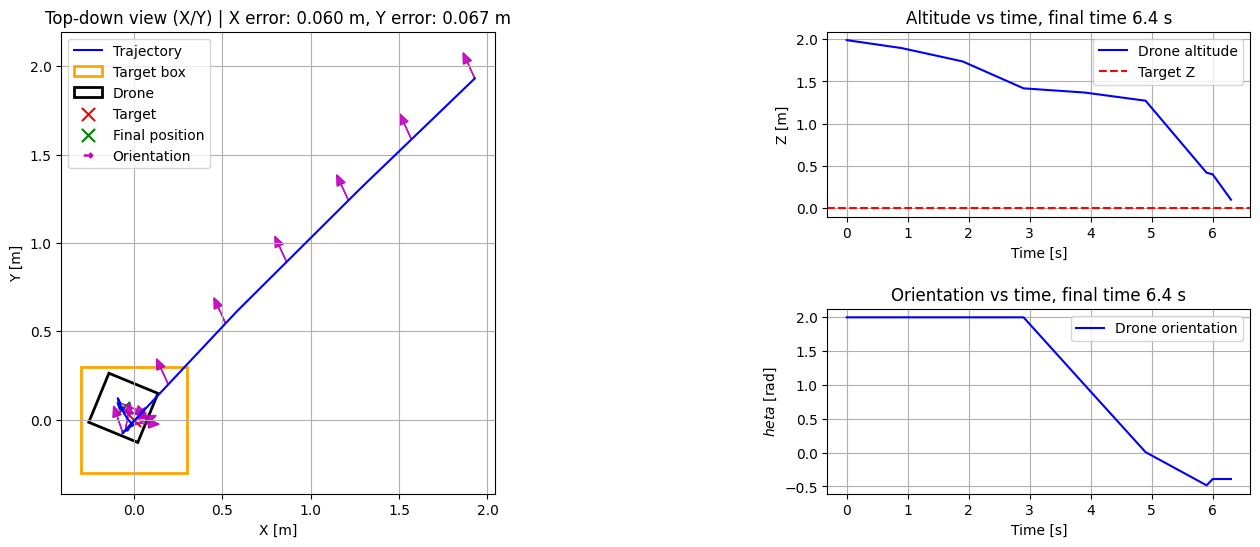 Top-down view (X/Y) | X error: 0.060 m, Y error: 0.067 m
Trajectory
Target box
Drone
Target
Final position
Orientation
Y [m]
2.0
1.5
1.0
0.5
0.0
0.0 0.5 1.0 1.5 2.0
X [m]
Altitude vs time, final time 6.4 s
Drone altitude
Target Z
Z [m]
2.0
1.5
1.0
0.5
0.0
0 1 2 3 4 5 6
Time [s]
Orientation vs time, final time 6.4 s
Drone orientation
heta [rad]
2.0
1.5
1.0
0.5
0.0
−0.5
0 1 2 3 4 5 6
Time [s]